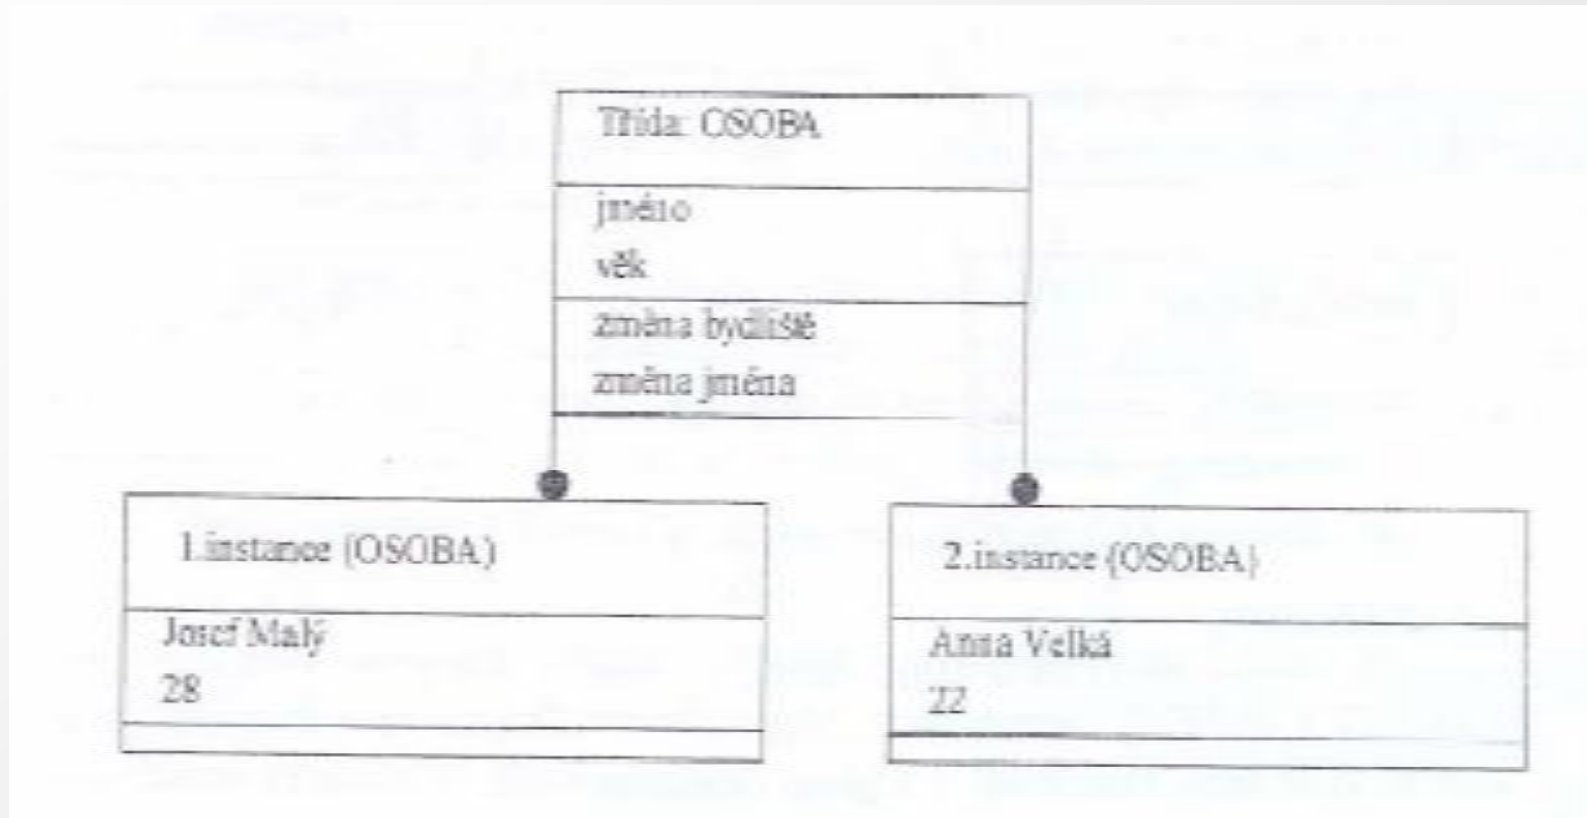 Třída: OSOBA
jméno
věk
změna bydliště
změna jména
1.instance (OSOBA)
Josef Malý
28
2.instance (OSOBA)
Anna Velká
22